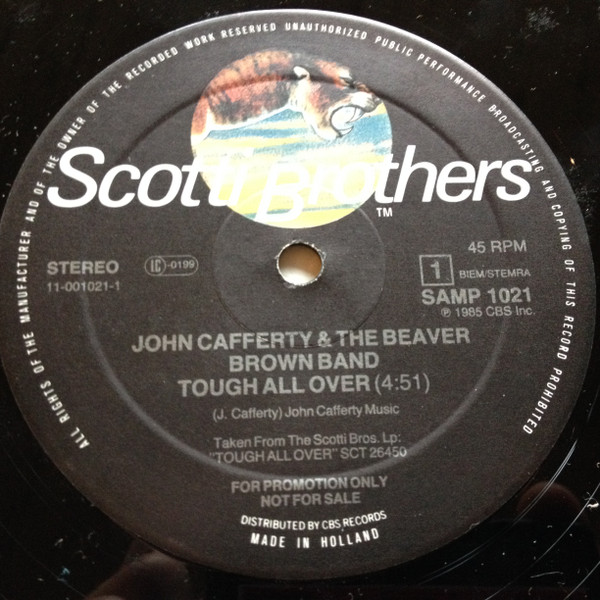 ALL RIGHTS OF THE MANUFACTURER AND OF THE OWNER OF THE RECORDED WORK RESERVED UNAUTHORIZED PUBLIC PERFORMANCE BROADCASTING AND COPYING OF THIS RECORD PROHIBITED
Scotti Brothers
TM
STEREO
LC-0199
11-001021-1
45 RPM
1 BIEM/STEMRA
SAMP 1021
℗ 1985 CBS Inc.
JOHN CAFFERTY & THE BEAVER
BROWN BAND
TOUGH ALL OVER (4:51)
(J. Cafferty) John Cafferty Music
Taken From The Scotti Bros. Lp:
"TOUGH ALL OVER" SCT 26450
FOR PROMOTION ONLY
NOT FOR SALE
DISTRIBUTED BY CBS RECORDS
MADE IN HOLLAND